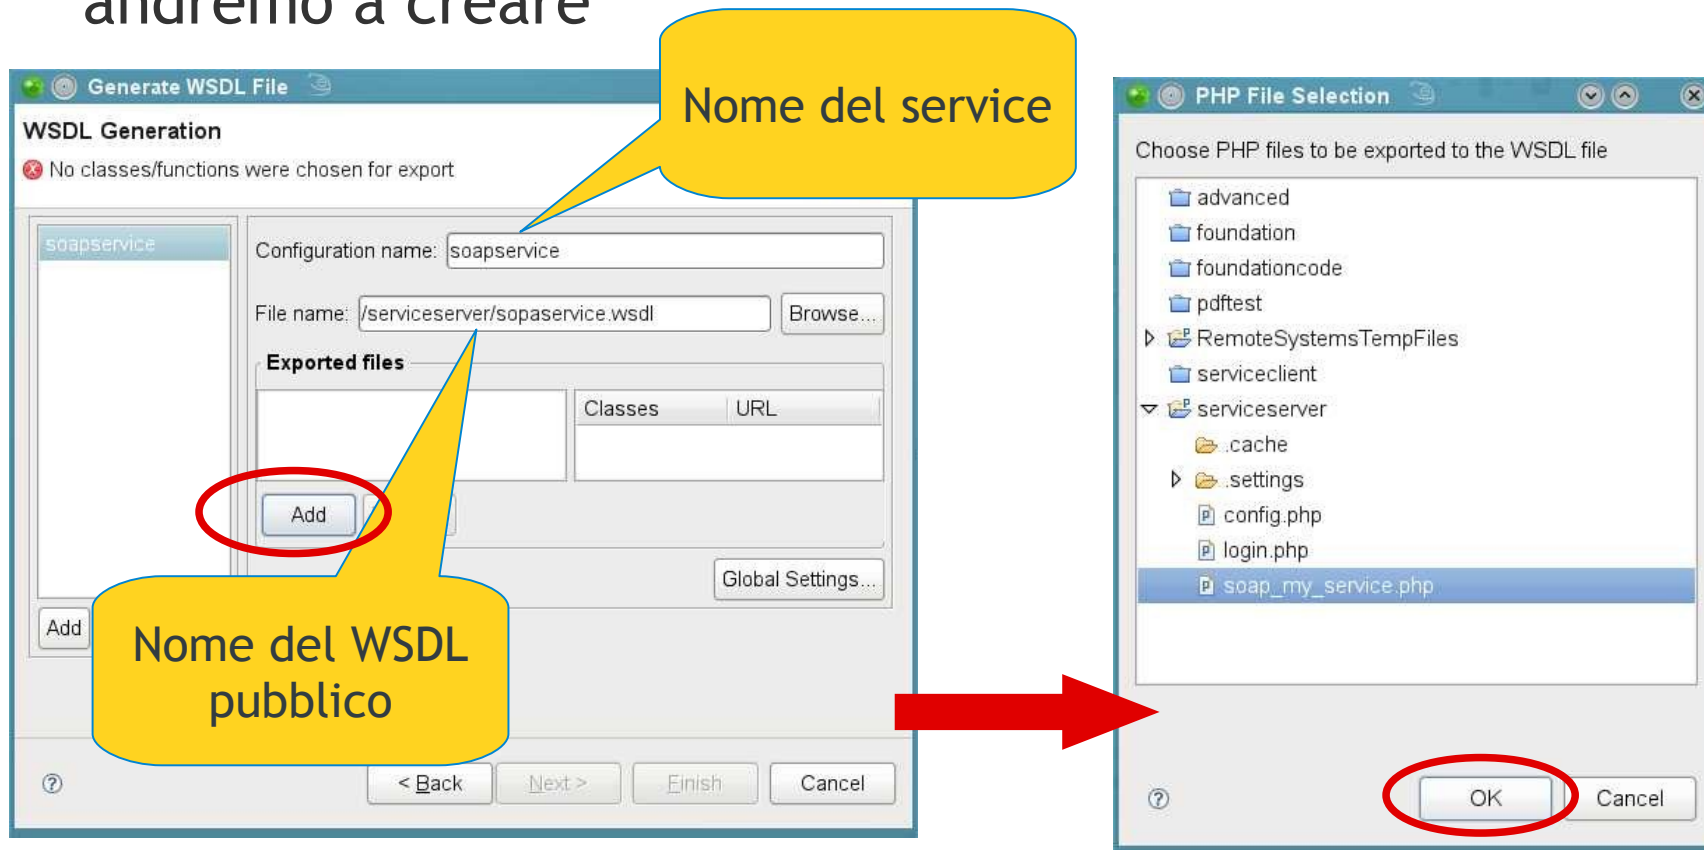 andremo a creare
Nome del service
Generate WSDL File
WSDL Generation
No classes/functions were chosen for export
soapservice
Configuration name: soapservice
File name: /serviceserver/sopaservice.wsdl Browse...
Exported files
Classes URL
Add
Global Settings...
Add
Nome del WSDL
pubblico
< Back Next > Finish Cancel
PHP File Selection
Choose PHP files to be exported to the WSDL file
advanced
foundation
foundationcode
pdftest
RemoteSystemsTempFiles
serviceclient
serviceserver
.cache
.settings
config.php
login.php
soap_my_service.php
OK Cancel